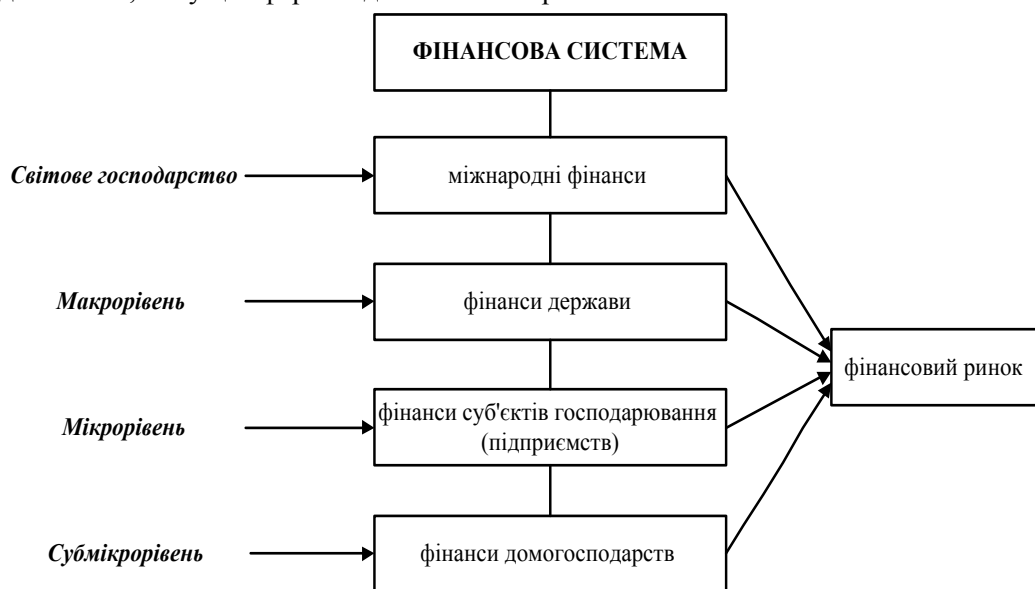 ФІНАНСОВА СИСТЕМА
Світове господарство
міжнародні фінанси
Макрорівень
фінанси держави
фінансовий ринок
Мікрорівень
фінанси суб'єктів господарювання
(підприємств)
Субмікрорівень
фінанси домогосподарств